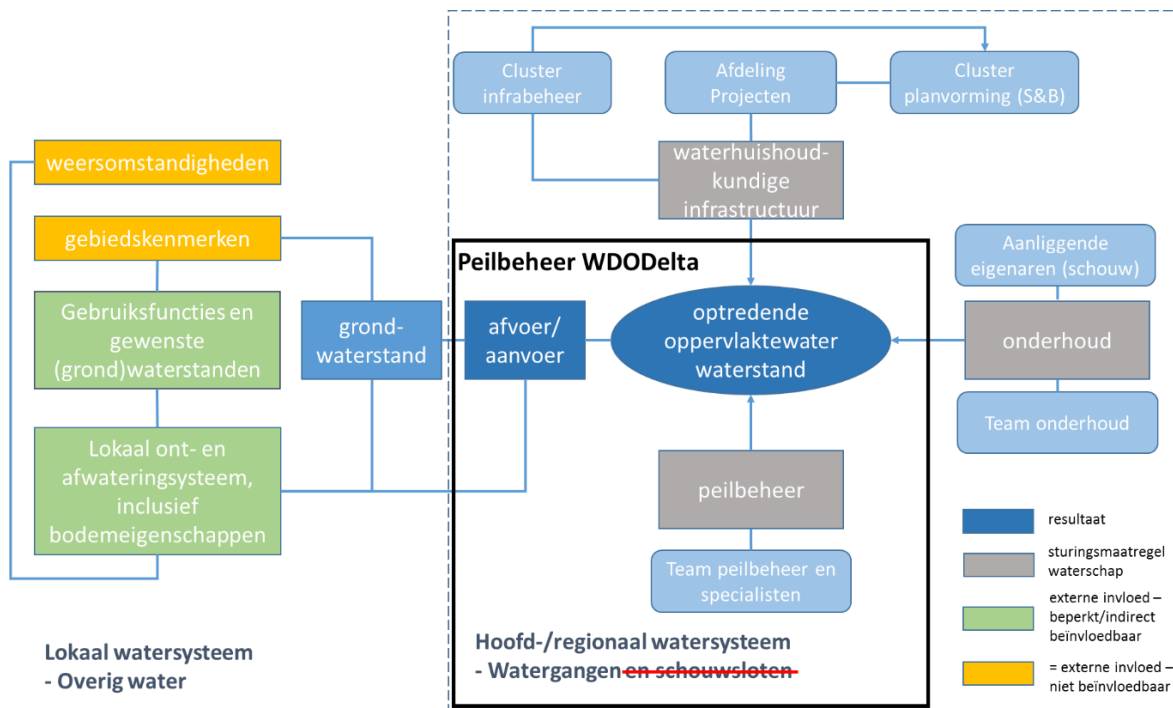 Cluster
infrabeheer
Afdeling
Projecten
Cluster
planvorming (S&B)
weersomstandigheden
waterhuishoud-
kundige
infrastructuur
gebiedskenmerken
Peilbeheer WDODelta
Aanliggende
eigenaren (schouw)
Gebruiksfuncties en
gewenste
(grond)waterstanden
grond-
waterstand
afvoer/
aanvoer
optredende
oppervlaktewater
waterstand
onderhoud
Team onderhoud
Lokaal ont- en
afwateringsysteem,
inclusief
bodemeigenschappen
peilbeheer
Team peilbeheer en
specialisten
resultaat
sturingsmaatregel
waterschap
externe invloed –
beperkt/indirect
beïnvloedbaar
= externe invloed –
niet beïnvloedbaar
Lokaal watersysteem
- Overig water
Hoofd-/regionaal watersysteem
- Watergangen en schouwsloten